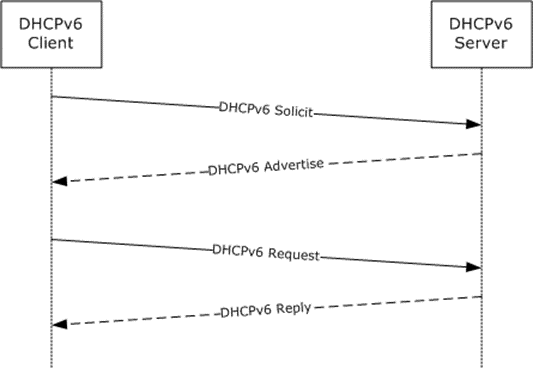 DHCPv6
Client
DHCPv6
Server
DHCPv6 Solicit
DHCPv6 Advertise
DHCPv6 Request
DHCPv6 Reply